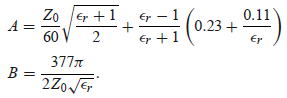 A = \frac{Z_0}{60} \sqrt{\frac{\epsilon_r + 1}{2}} + \frac{\epsilon_r - 1}{\epsilon_r + 1} \left( 0.23 + \frac{0.11}{\epsilon_r} \right)
B = \frac{377\pi}{2Z_0\sqrt{\epsilon_r}}.